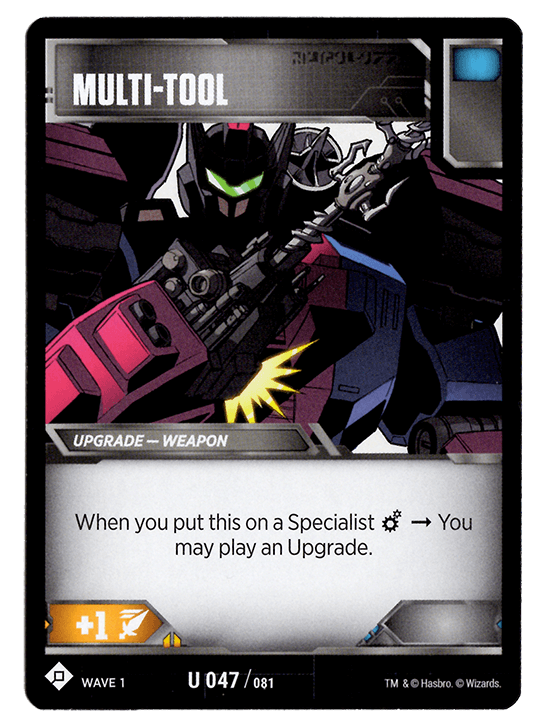 MULTI-TOOL
UPGRADE — WEAPON
When you put this on a Specialist → You
may play an Upgrade.
+1
WAVE 1 U 047 / 081 TM & © Hasbro. © Wizards.